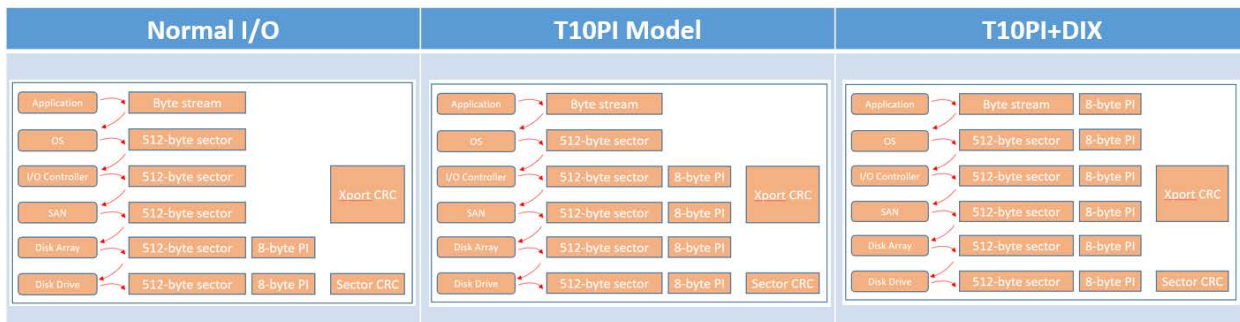 Normal I/O
T10PI Model
T10PI+DIX
Application
Byte stream
OS
512-byte sector
I/O Controller
512-byte sector
Xport CRC
SAN
512-byte sector
Disk Array
512-byte sector
8-byte PI
Disk Drive
512-byte sector
8-byte PI
Sector CRC
Application
Byte stream
OS
512-byte sector
I/O Controller
512-byte sector
8-byte PI
Xport CRC
SAN
512-byte sector
8-byte PI
Disk Array
512-byte sector
8-byte PI
Disk Drive
512-byte sector
8-byte PI
Sector CRC
Application
Byte stream
8-byte PI
OS
512-byte sector
8-byte PI
I/O Controller
512-byte sector
8-byte PI
Xport CRC
SAN
512-byte sector
8-byte PI
Disk Array
512-byte sector
8-byte PI
Disk Drive
512-byte sector
8-byte PI
Sector CRC